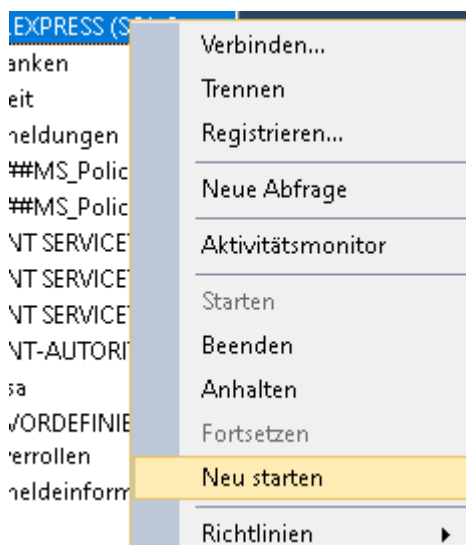 .EXPRESS (S
anken
eit
neldungen
##MS_Polic
##MS_Polic
NT SERVICE
NT SERVICE
NT SERVICE
NT-AUTORI
sa
VORDEFINIE
verrollen
neldeinform
Verbinden...
Trennen
Registrieren...
Neue Abfrage
Aktivitätsmonitor
Starten
Beenden
Anhalten
Fortsetzen
Neu starten
Richtlinien